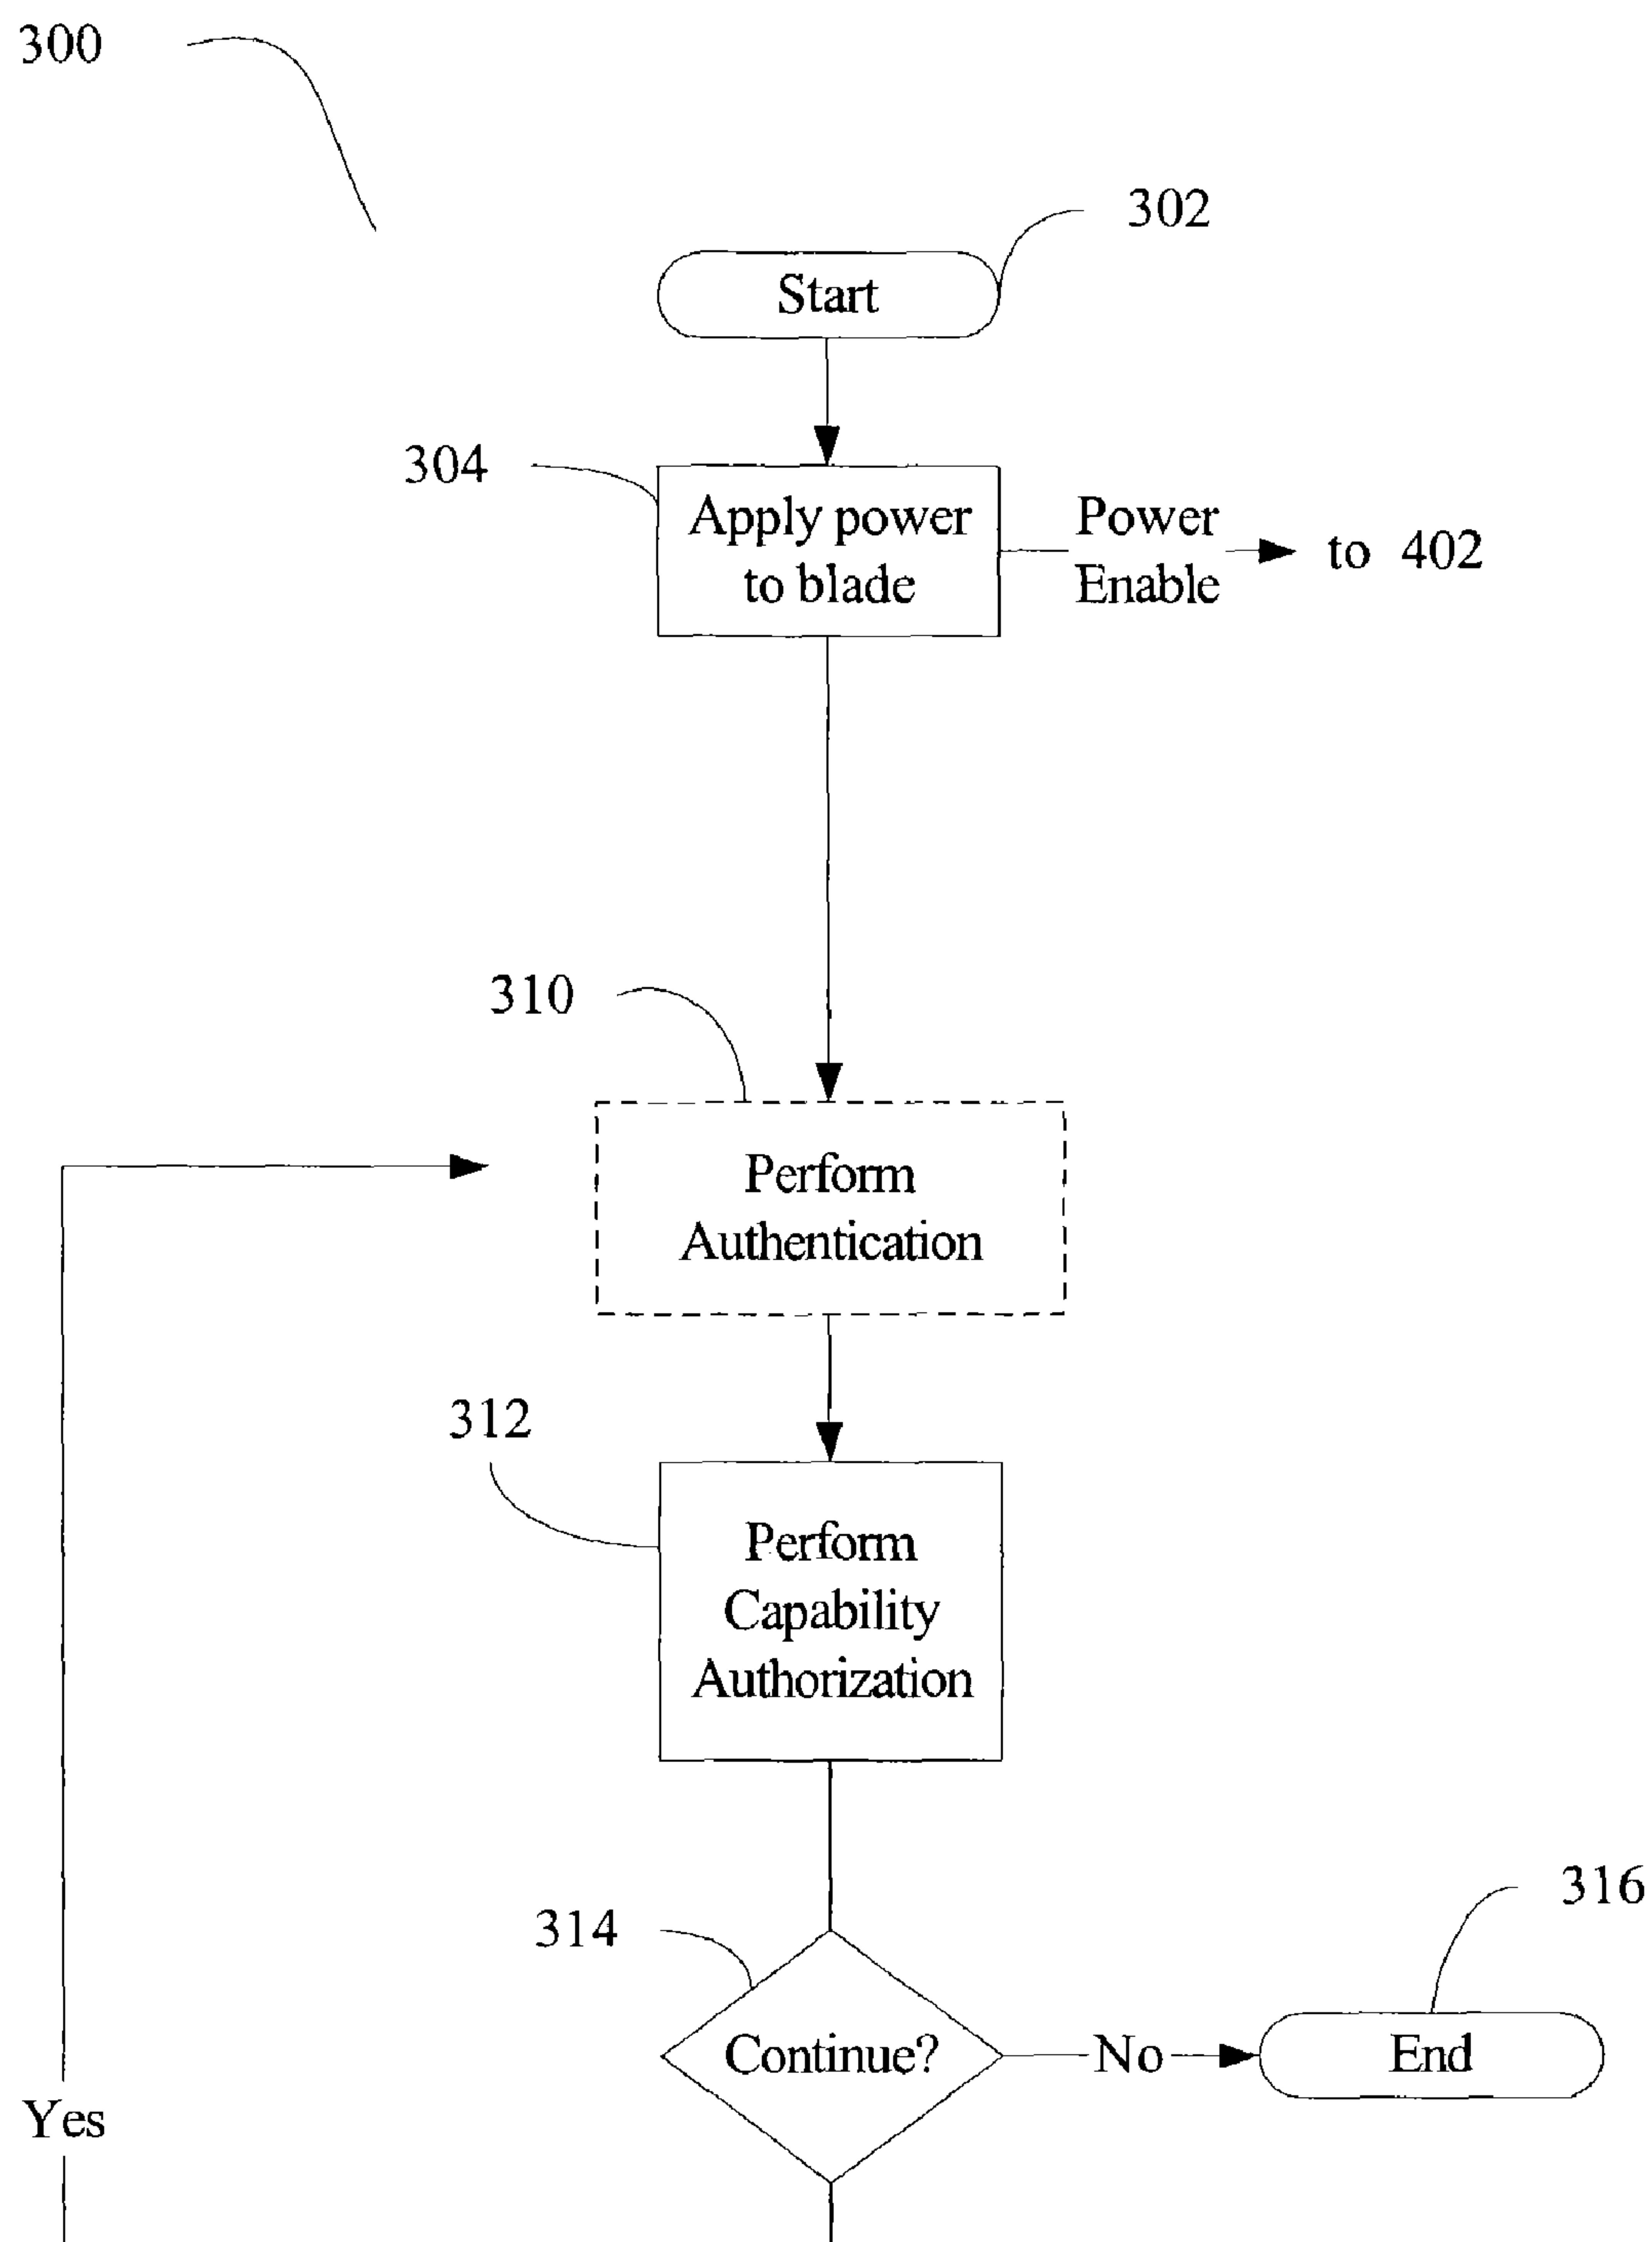 300
302
Start
304
Apply power
to blade
Power
Enable
to 402
310
Perform
Authentication
312
Perform
Capability
Authorization
316
314
Continue?
No
End
Yes